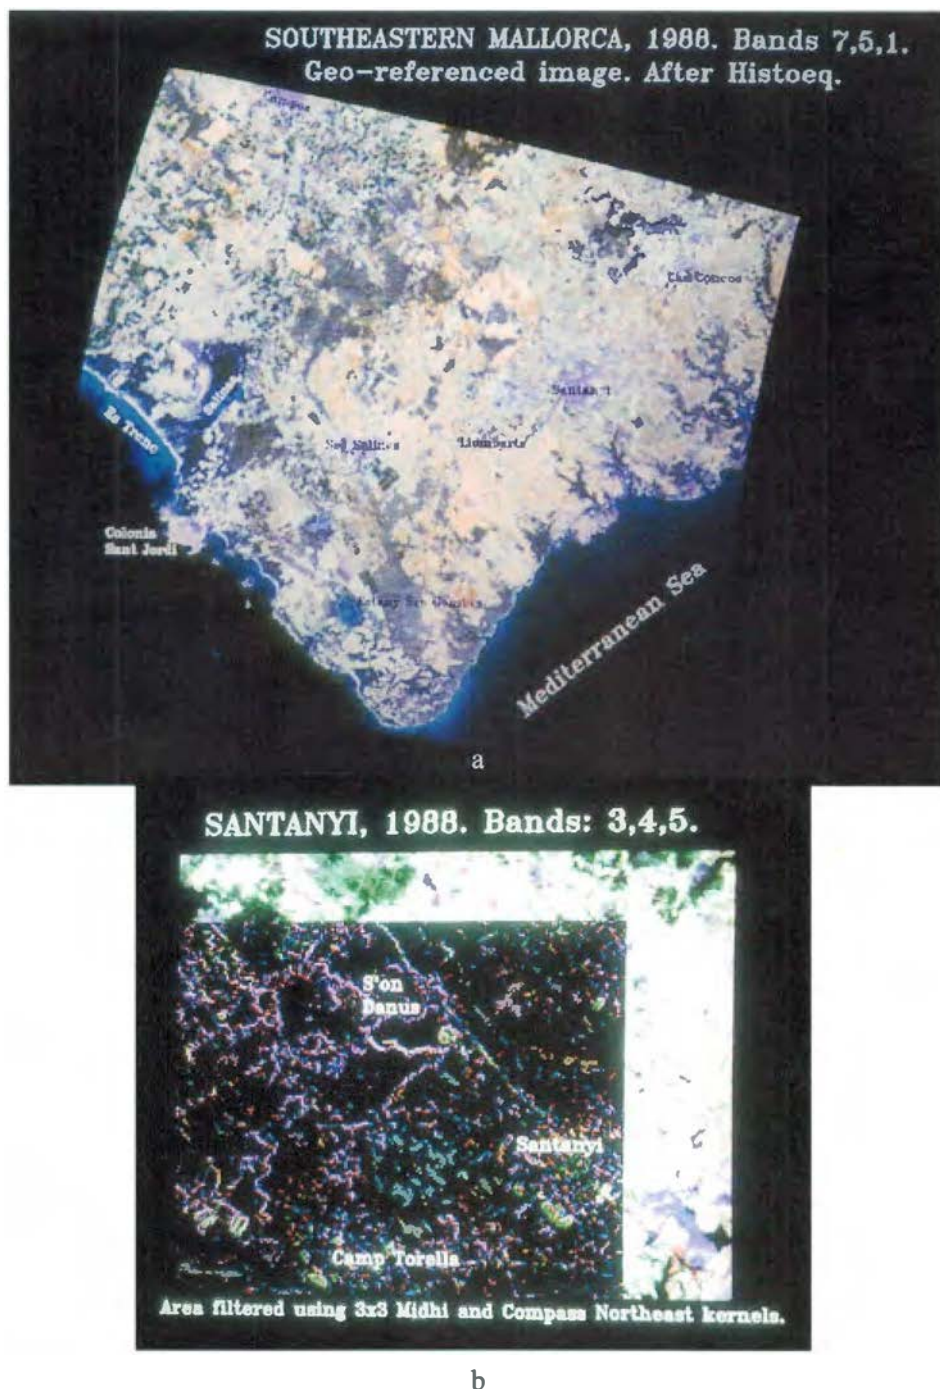 SOUTHEASTERN MALLORCA, 1988. Bands 7,5,1.
Geo-referenced image. After Histoeq.
Campos
Santanyi
Es Trenc
Ses Salines
Llombarts
Colonia
Sant Jordi
Mediterranean Sea
a
SANTANYI, 1988. Bands: 3,4,5.
S'on
Danus
Santanyi
Camp Torella
Area filtered using 3x3 Midhi and Compass Northeast kernels.
b